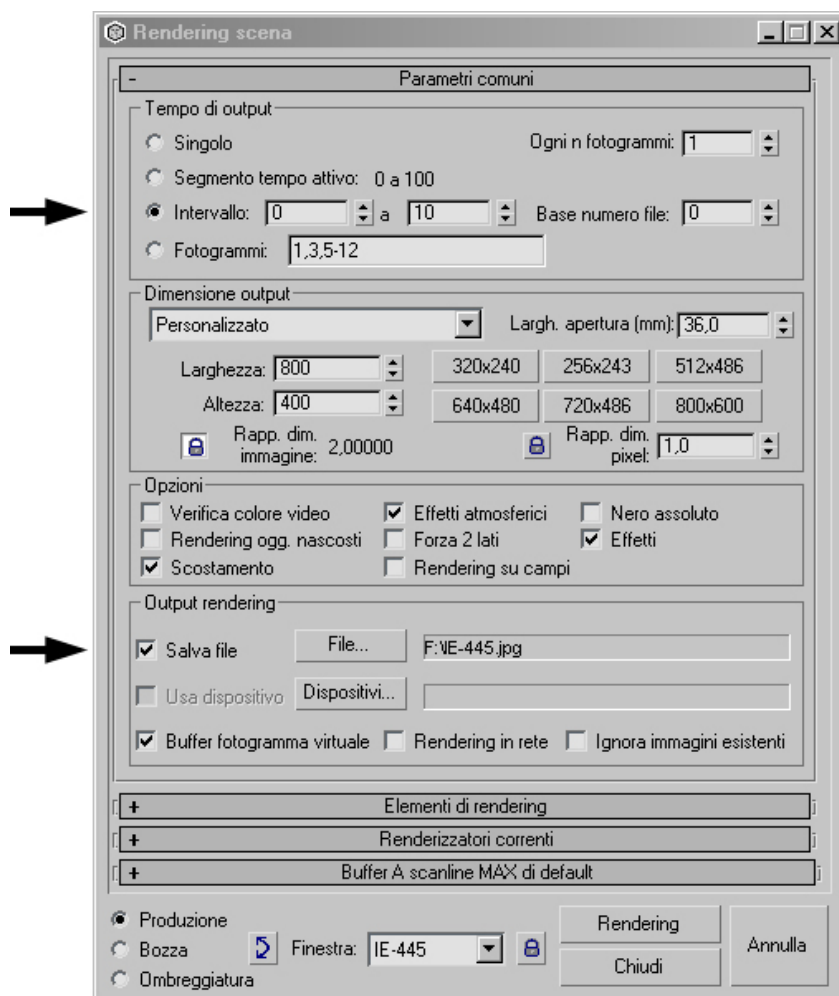 Rendering scena
Parametri comuni
Tempo di output
Singolo
Ogni n fotogrammi: 1
Segmento tempo attivo: 0 a 100
Intervallo: 0 a 10 Base numero file: 0
Fotogrammi: 1,3,5-12
Dimensione output
Personalizzato Largh. apertura (mm): 36,0
Larghezza: 800 320x240 256x243 512x486
Altezza: 400 640x480 720x486 800x600
Rapp. dim. immagine: 2,00000 Rapp. dim. pixel: 1,0
Opzioni
Verifica colore video Effetti atmosferici Nero assoluto
Rendering ogg. nascosti Forza 2 lati Effetti
Scostamento Rendering su campi
Output rendering
Salva file File... F:\IE-445.jpg
Usa dispositivo Dispositivi...
Buffer fotogramma virtuale Rendering in rete Ignora immagini esistenti
+ Elementi di rendering
+ Renderizzatori correnti
+ Buffer A scanline MAX di default
Produzione
Bozza Finestra: IE-445
Ombreggiatura
Rendering
Chiudi
Annulla